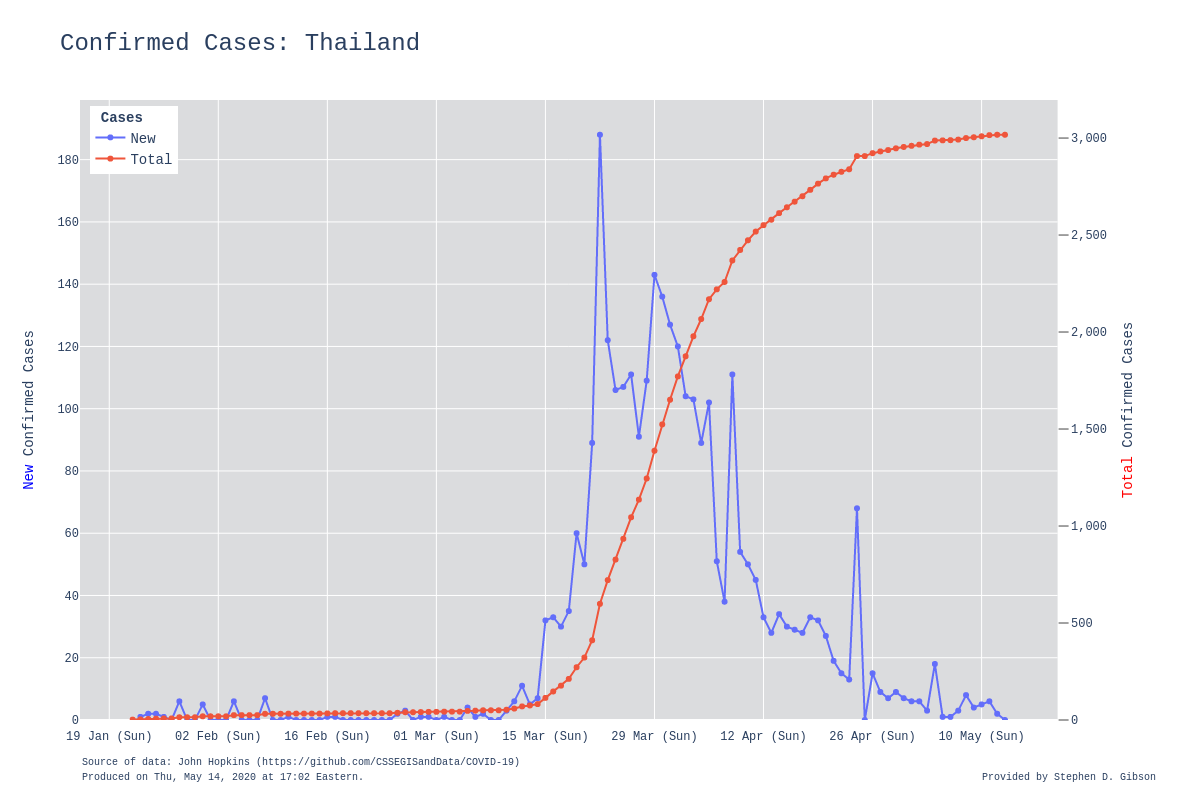 Confirmed Cases: Thailand
Cases
New
Total
180
160
140
120
100
80
60
40
20
0
3,000
2,500
2,000
1,500
1,000
500
0
New Confirmed Cases
Total Confirmed Cases
19 Jan (Sun) 02 Feb (Sun) 16 Feb (Sun) 01 Mar (Sun) 15 Mar (Sun) 29 Mar (Sun) 12 Apr (Sun) 26 Apr (Sun) 10 May (Sun)
Source of data: John Hopkins (https://github.com/CSSEGISandData/COVID-19)
Produced on Thu, May 14, 2020 at 17:02 Eastern.
Provided by Stephen D. Gibson